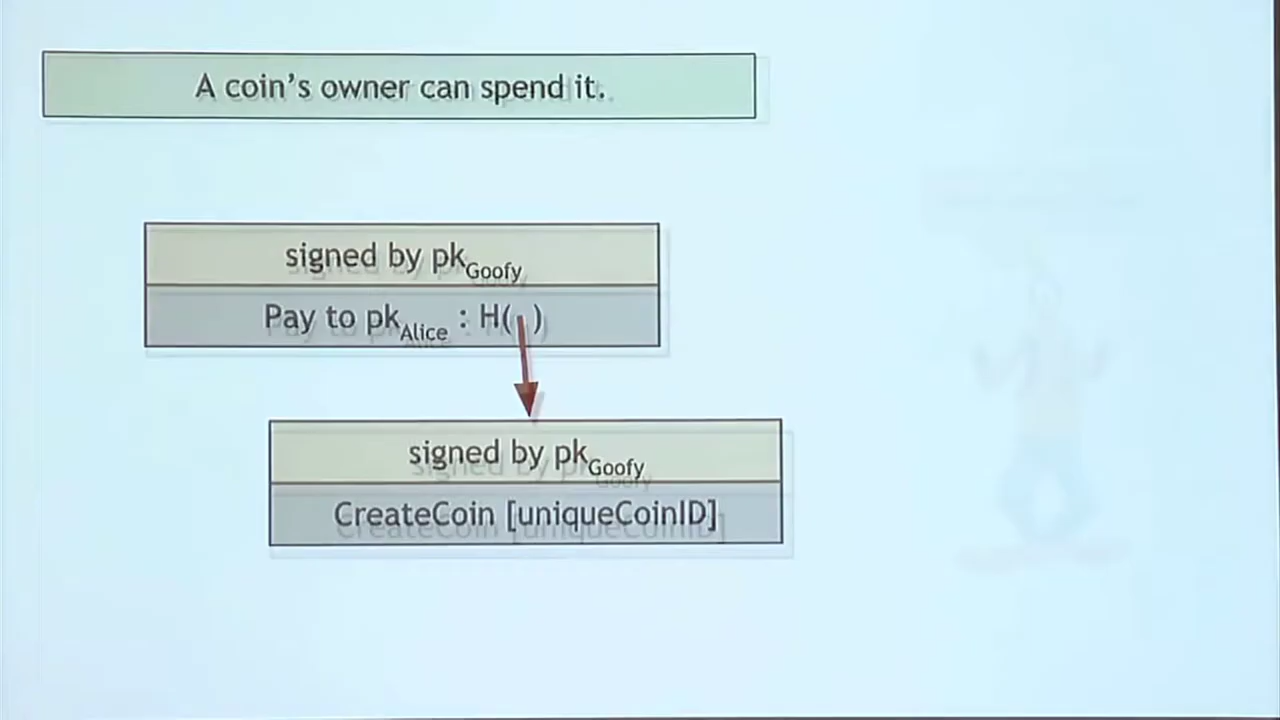 A coin's owner can spend it.
signed by pkGoofy
Pay to pkAlice : H( )
signed by pkGoofy
CreateCoin [uniqueCoinID]